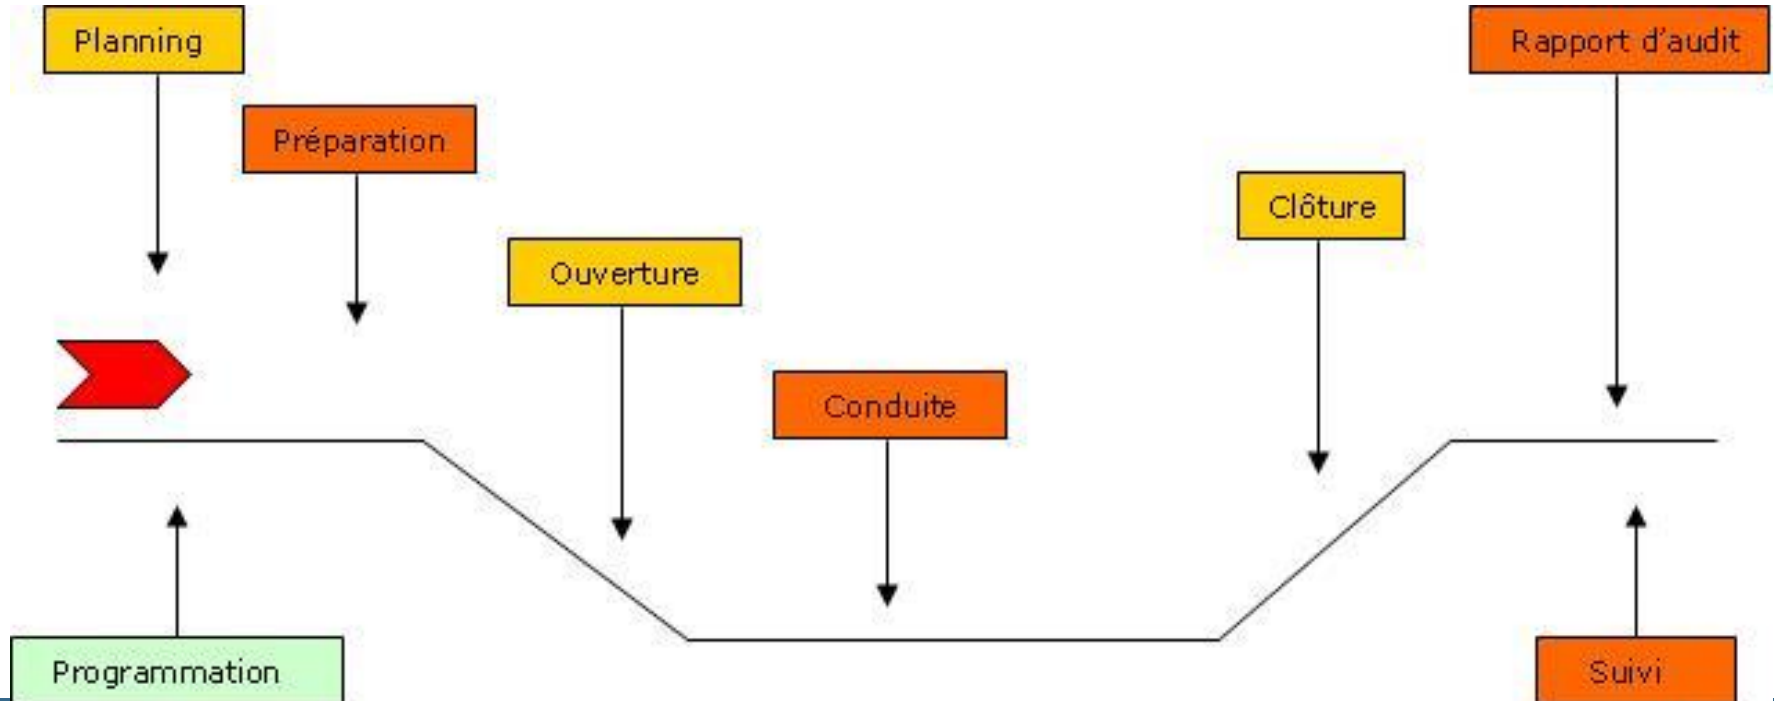 Planning
Rapport d’audit
Préparation
Clôture
Ouverture
Conduite
Programmation
Suivi